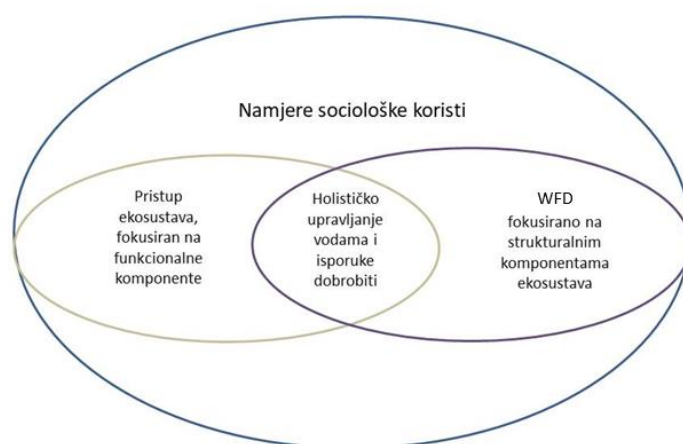 Namjere sociološke koristi
Pristup
ekosustava,
fokusiran na
funkcionalne
komponente
Holističko
upravljanje
vodama i
isporuke
dobrobiti
WFD
fokusirano na
strukturalnim
komponentama
ekosustava